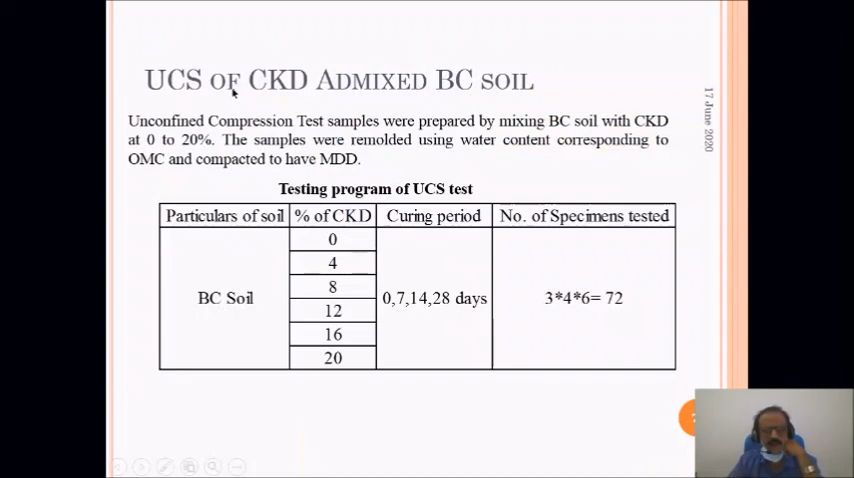 UCS OF CKD ADMIXED BC SOIL
17 June 2020
Unconfined Compression Test samples were prepared by mixing BC soil with CKD
at 0 to 20%. The samples were remolded using water content corresponding to
OMC and compacted to have MDD.
Testing program of UCS test
Particulars of soil % of CKD Curing period No. of Specimens tested
0
4
8
BC Soil 0,7,14,28 days 3*4*6= 72
12
16
20